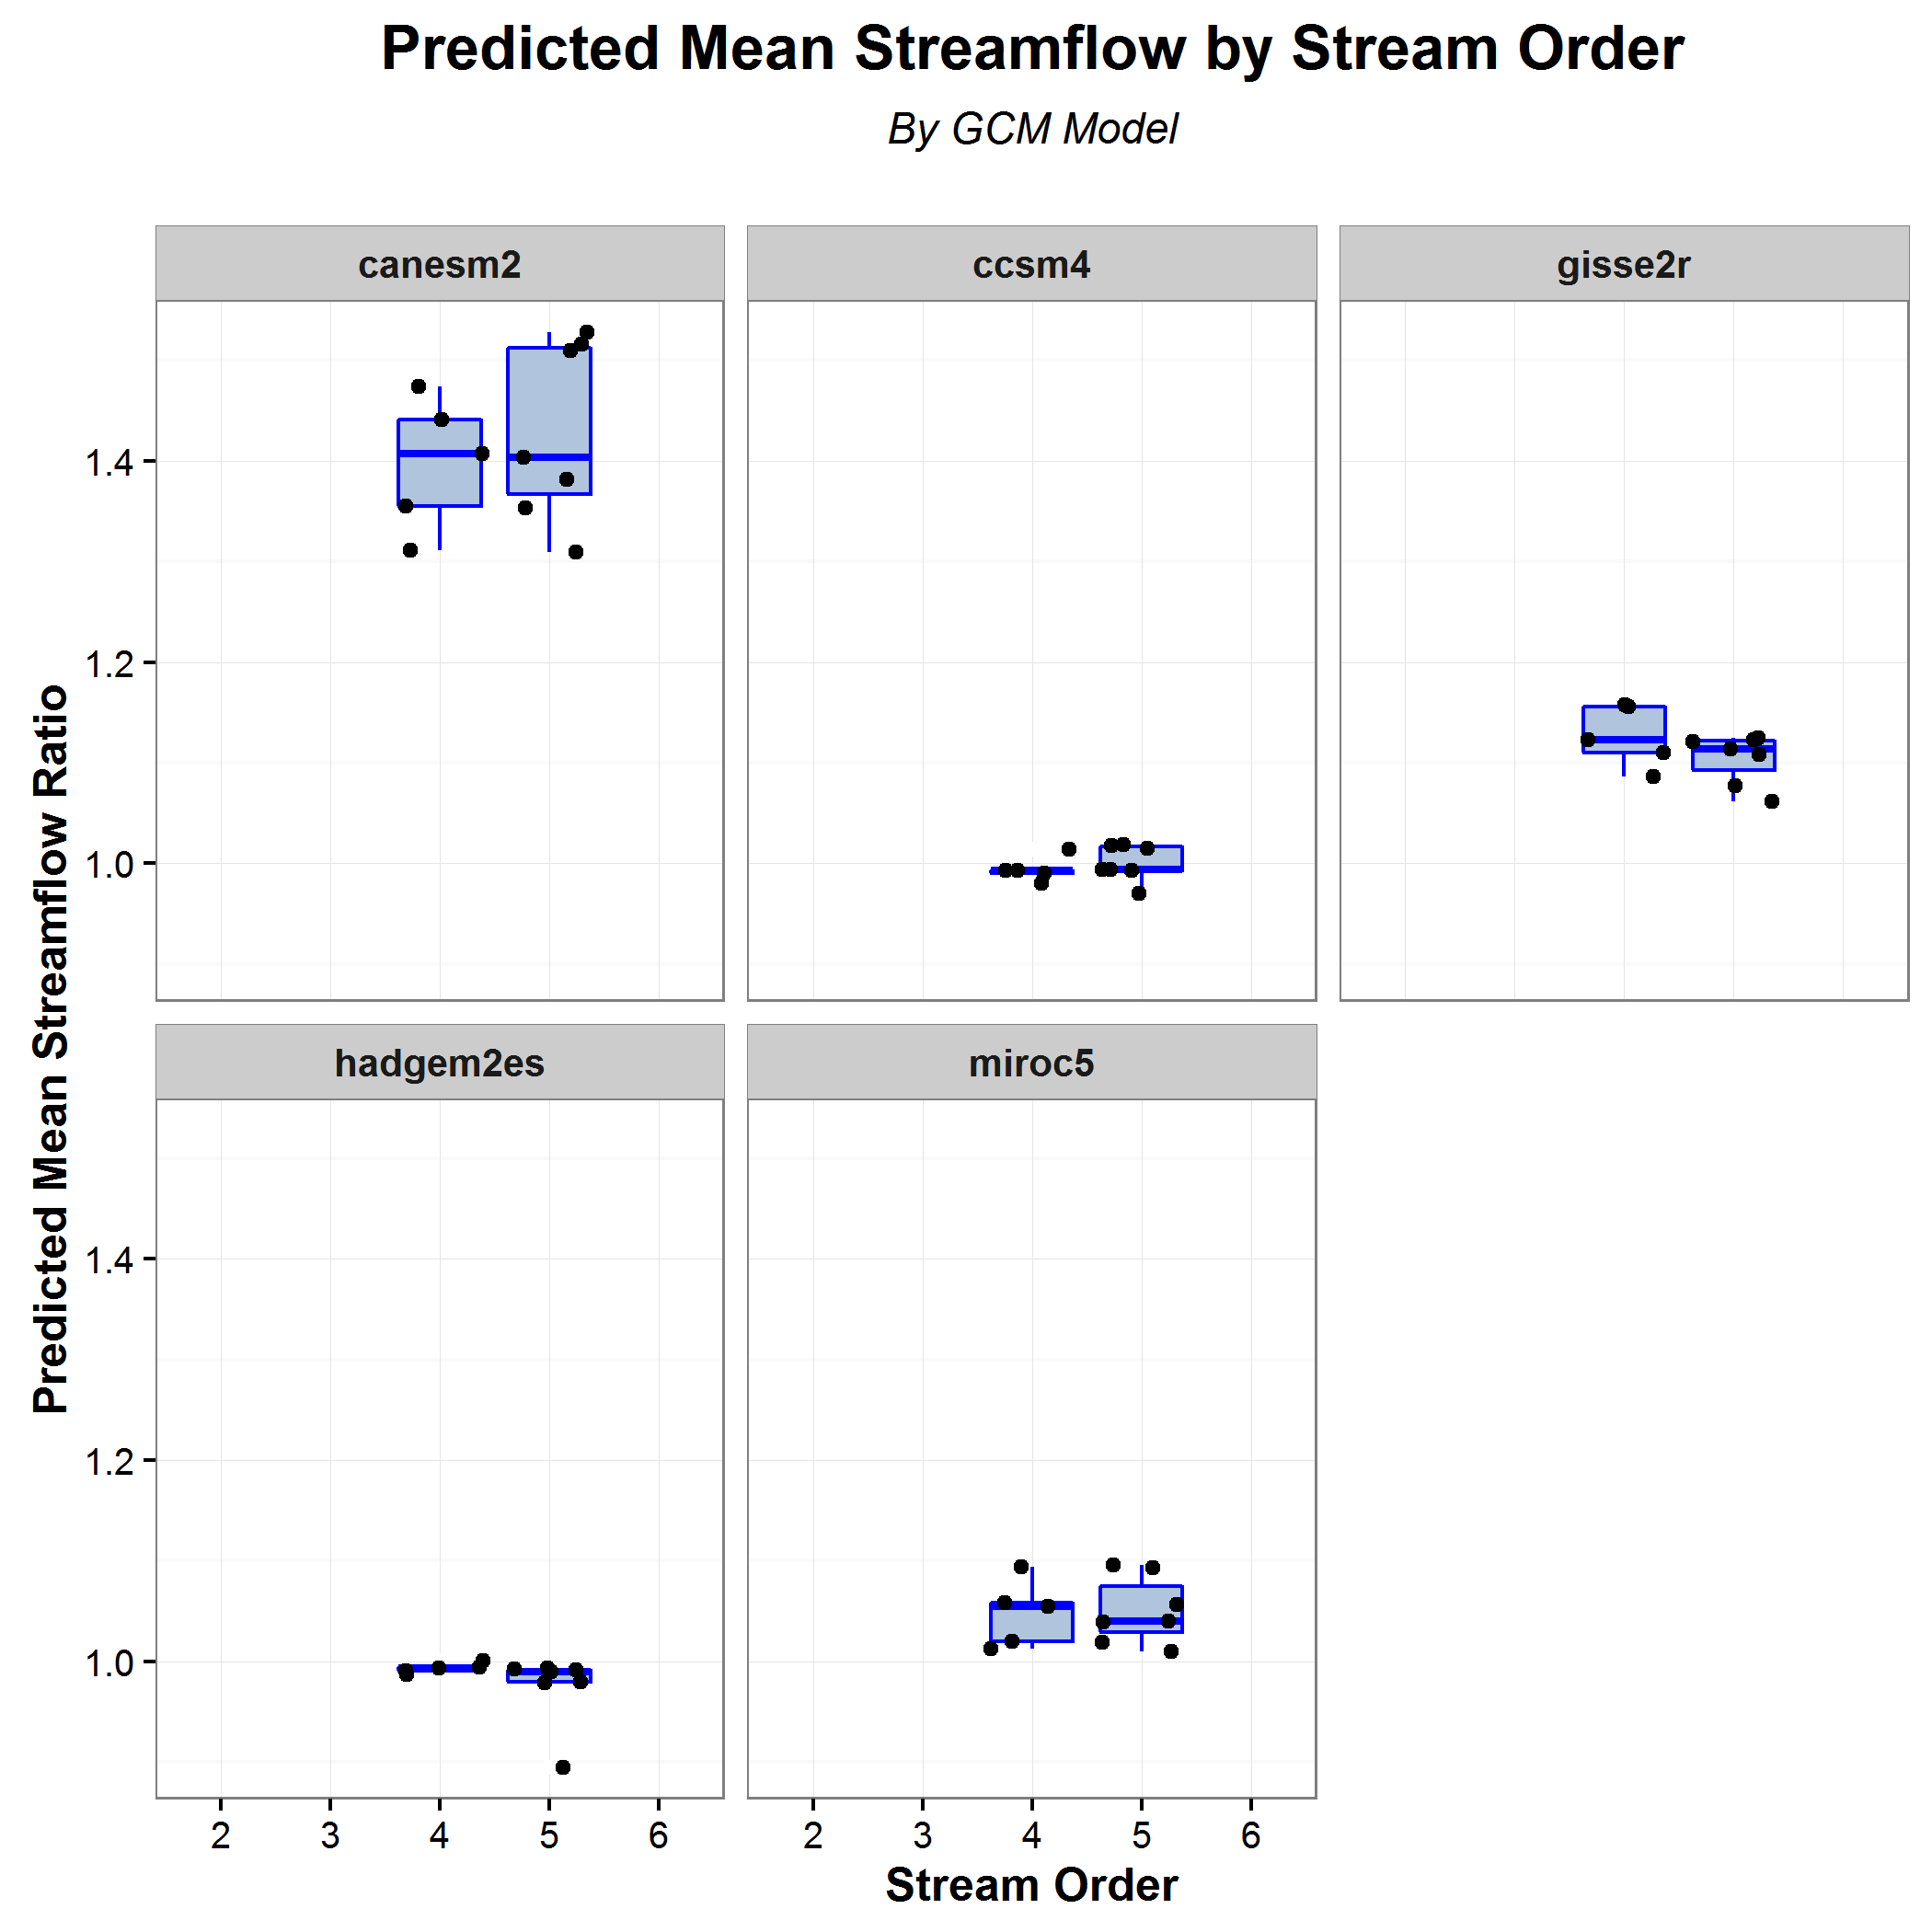 Predicted Mean Streamflow by Stream Order
By GCM Model
canesm2
ccsm4
gisse2r
1.4
1.2
1.0
Predicted Mean Streamflow Ratio
hadgem2es
miroc5
1.4
1.2
1.0
2 3 4 5 6
2 3 4 5 6
Stream Order